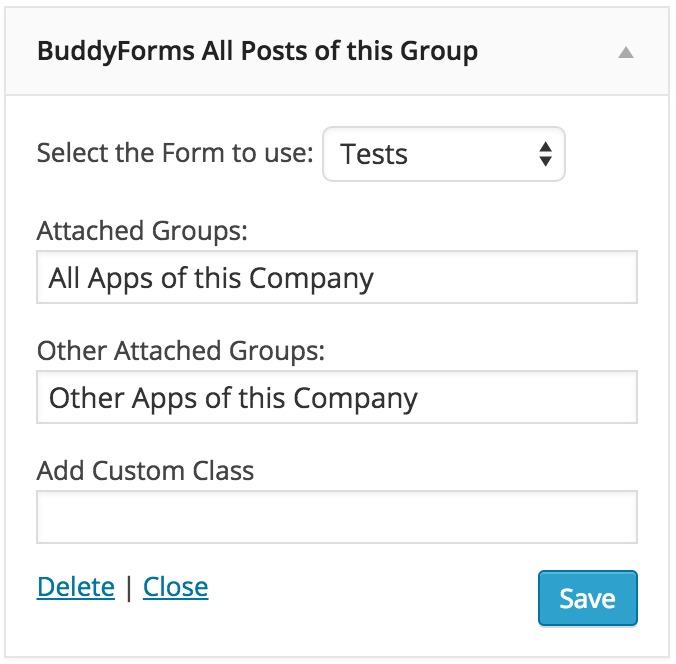 BuddyForms All Posts of this Group
Select the Form to use: Tests
Attached Groups:
All Apps of this Company
Other Attached Groups:
Other Apps of this Company
Add Custom Class
Delete | Close
Save